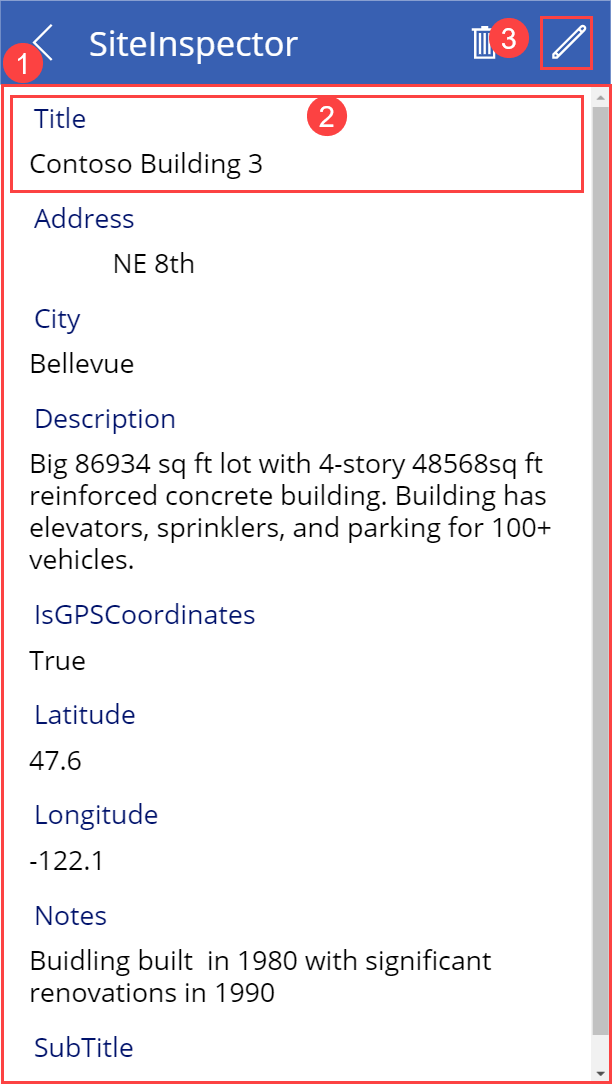 SiteInspector
3
1
Title
2
Contoso Building 3
Address
NE 8th
City
Bellevue
Description
Big 86934 sq ft lot with 4-story 48568sq ft
reinforced concrete building. Building has
elevators, sprinklers, and parking for 100+
vehicles.
IsGPSCoordinates
True
Latitude
47.6
Longitude
-122.1
Notes
Buidling built  in 1980 with significant
renovations in 1990
SubTitle